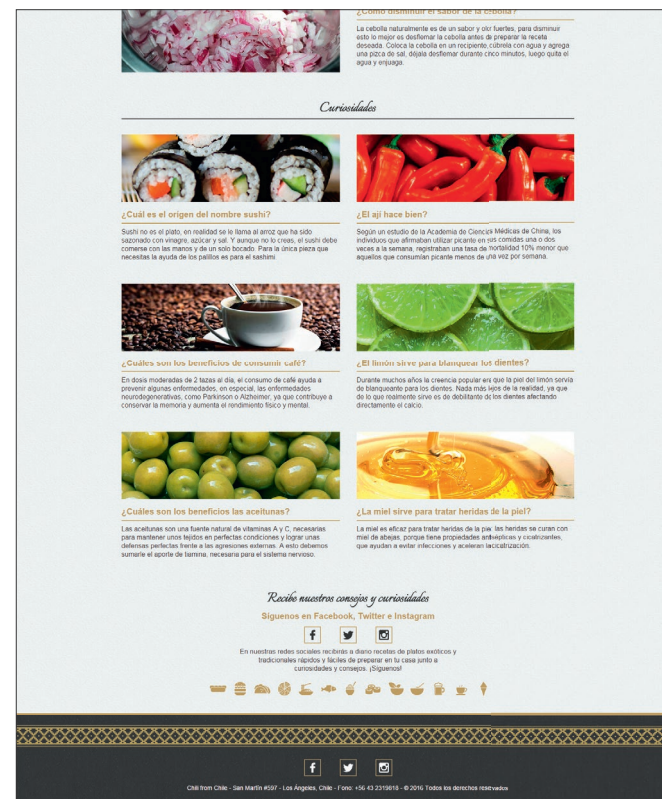 ¿Cómo disminuir el sabor de la cebolla?
La cebolla naturalmente es de un sabor y olor fuertes, para disminuir
esto lo mejor es desflemar la cebolla antes de preparar la receta
deseada. Coloca la cebolla en un recipiente, cúbrela con agua y agrega
una pizca de sal, déjala desflemar durante cinco minutos, luego quita el
agua y enjuaga.
Curiosidades
¿Cuál es el origen del nombre sushi?
Sushi no es el plato, en realidad se le llama al arroz que ha sido
sazonado con vinagre, azúcar y sal. Y aunque no lo creas, el sushi debe
comerse con las manos y de un solo bocado. Para la única pieza que
necesitas la ayuda de los palillos es para el sashimi.
¿El ají hace bien?
Según un estudio de la Academia de Ciencias Médicas de China, los
individuos que afirmaban utilizar picante en sus comidas una o dos
veces a la semana, registraban una tasa de mortalidad 10% menor que
aquellos que consumían picante menos de una vez por semana.
¿Cuáles son los beneficios de consumir café?
En dosis moderadas de 2 tazas al día, el consumo de café ayuda a
prevenir algunas enfermedades, en especial, las enfermedades
neurodegenerativas, como Parkinson o Alzheimer, ya que contribuye a
conservar la memoria y aumenta el rendimiento físico y mental.
¿El limón sirve para blanquear los dientes?
Durante muchos años la creencia popular era que la piel del limón servía
de blanqueante para los dientes. Nada más lejos de la realidad, ya que
de lo que realmente sirve es de debilitante de los dientes afectando
directamente el calcio.
¿Cuáles son los beneficios las aceitunas?
Las aceitunas son una fuente natural de vitaminas A y C, necesarias
para mantener unos tejidos en perfectas condiciones y lograr unas
defensas perfectas frente a las agresiones externas. A esto debemos
sumarle el aporte de tiamina, necesaria para el sistema nervioso.
¿La miel sirve para tratar heridas de la piel?
La miel es eficaz para tratar heridas de la piel, las heridas se curan con
miel de abejas, porque tiene propiedades antisépticas y cicatrizantes,
que ayudan a evitar infecciones y aceleran la cicatrización.
Recibe nuestros consejos y curiosidades
Síguenos en Facebook, Twitter e Instagram
En nuestras redes sociales recibirás a diario recetas de platos exóticos y
tradicionales rápidos y fáciles de preparar en tu casa junto a
curiosidades y consejos. ¡Síguenos!
Chili from Chile - San Martín #597 - Los Ángeles, Chile - Fono: +56 43 2319818 - © 2016 Todos los derechos reservados